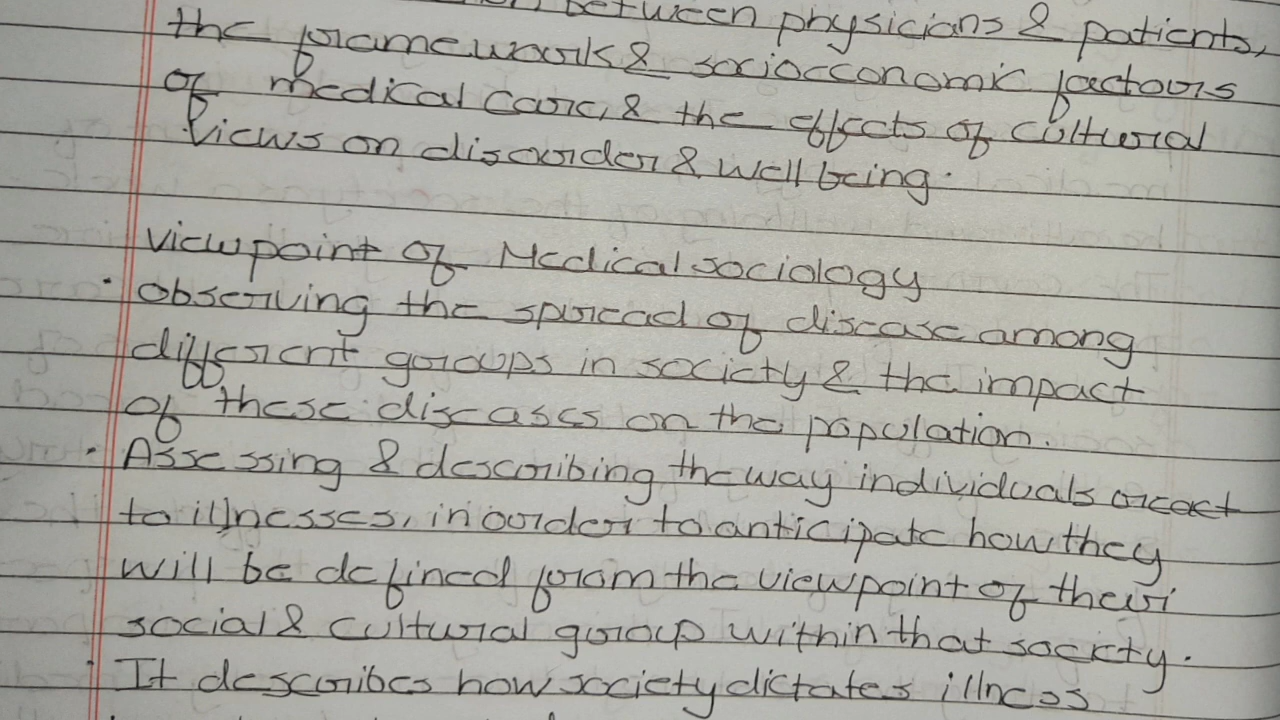 between physicians & patients,
the framework & socioeconomic factors
of medical care, & the effects of cultural
views on disorder & well being.
viewpoint of Medical sociology
• observing the spread of disease among
different groups in society & the impact
of these diseases on the population.
• Assessing & describing the way individuals react
to illnesses, in order to anticipate how they
will be defined from the viewpoint of their
social & cultural group within that society.
• It describes how society dictates illness